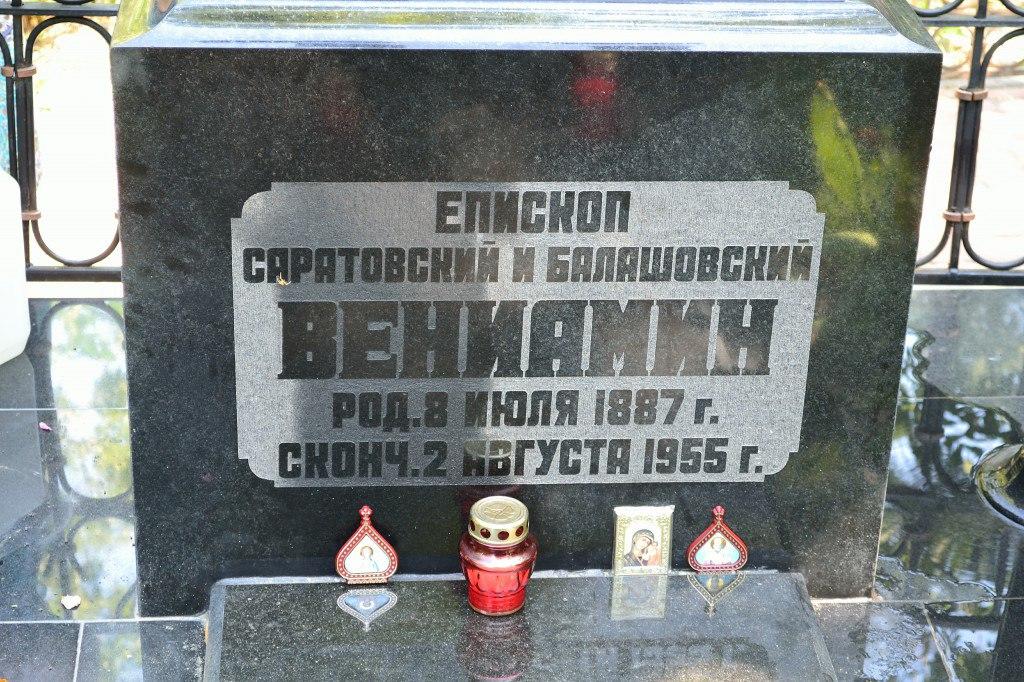 ЕПИСКОП
САРАТОВСКИЙ И БАЛАШОВСКИЙ
ВЕНИАМИН
РОД. 8 ИЮЛЯ 1887 г.
СКОНЧ. 2 АВГУСТА 1955 г.